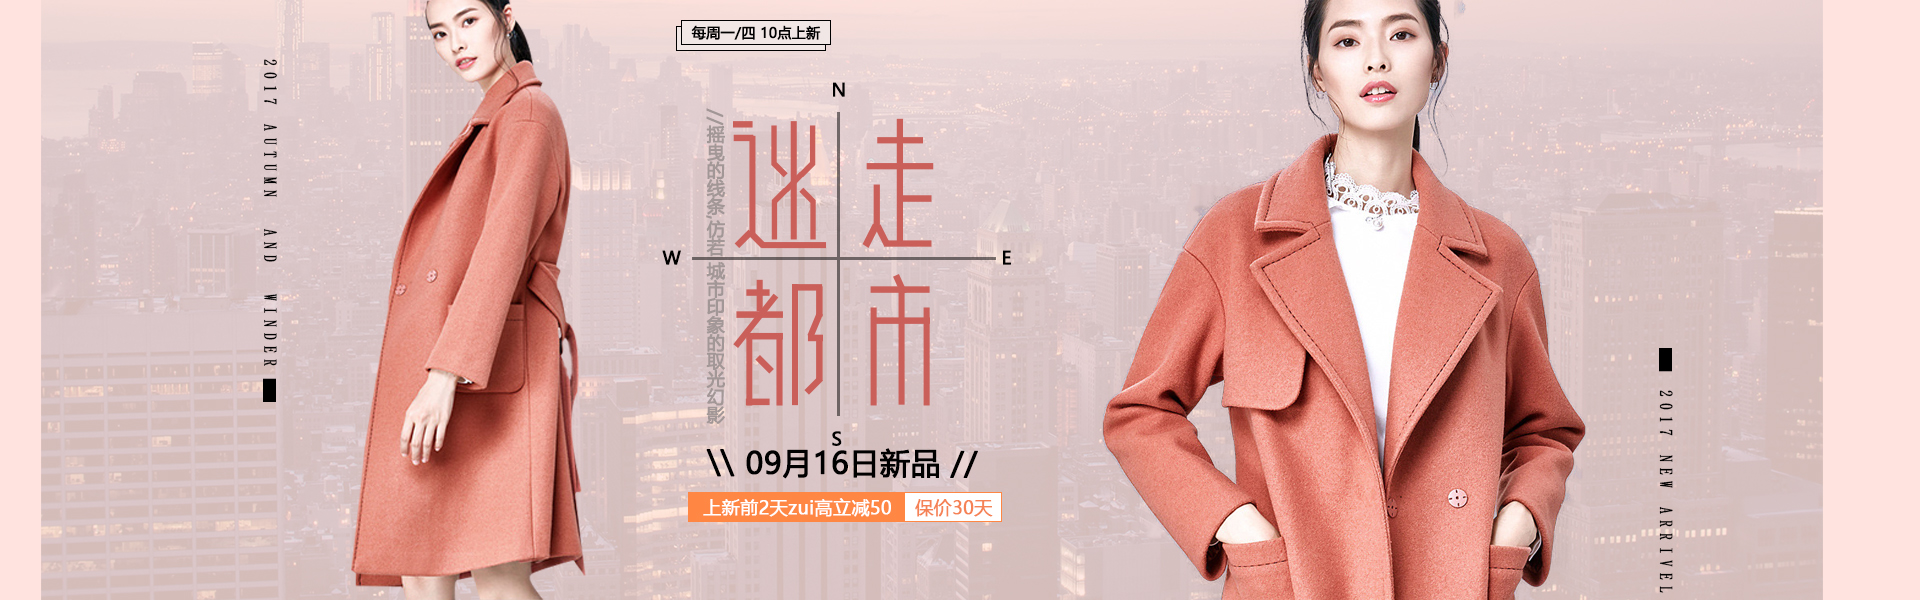 每周一/四 10点上新
2017 AUTUMN AND WINDER
//摇曳的线条,仿若 城市印象的取光幻影
N
W
E
S
迷走
都市
\\ 09月16日新品 //
上新前2天zui高立减50 保价30天
2017 NEW ARRIVEL